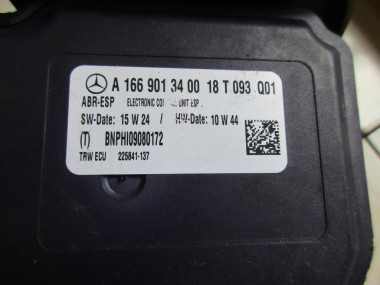 A 166 901 34 00 18 T 093 Q01
ABR-ESP ELECTRONIC UNIT ESP
SW-Date: 15 W 24 / HW-Date: 10 W 44
(T) BNPHI09080172
TRW ECU 225841-137